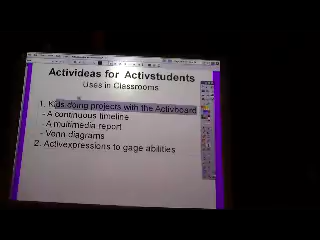 Activideas for Activstudents
Uses in Classrooms
1. Kids doing projects with the Activboard
- A continuous timeline
- A multimedia report
- Venn diagrams
2. Activexpressions to gage abilities